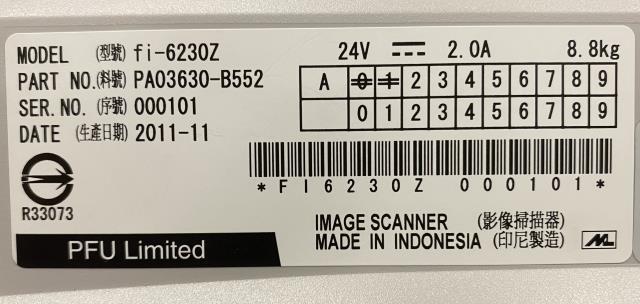 MODEL (型號) fi-6230Z 24V 2.0A 8.8kg
PART NO.(料號) PA03630-B552
SER.NO. (序號) 000101
DATE (生產日期) 2011-11
A 0 1 2 3 4 5 6 7 8 9
0 1 2 3 4 5 6 7 8 9
*FI6230Z 000101*
R33073
PFU Limited
IMAGE SCANNER (影像掃描器)
MADE IN INDONESIA (印尼製造)